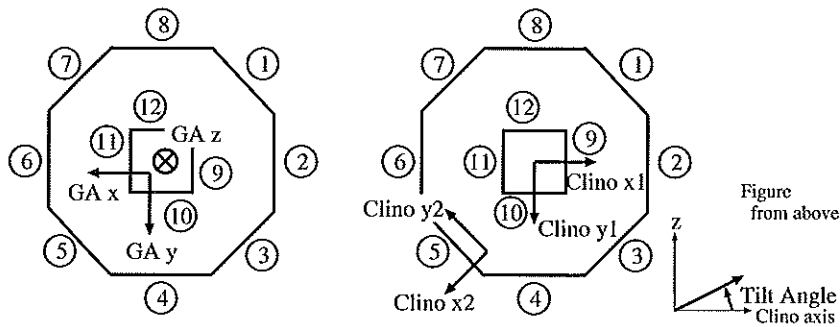 ⑧
⑦
①
⑫
GA z
⑪
⑥
⑨
②
GA x
⑩
GA y
⑤
③
④
⑧
⑦
①
⑫
⑨
⑥
⑪
②
Clino x1
Clino y2
⑩
Clino y1
⑤
③
Clino x2
④
Figure
from above
z
Tilt Angle
Clino axis